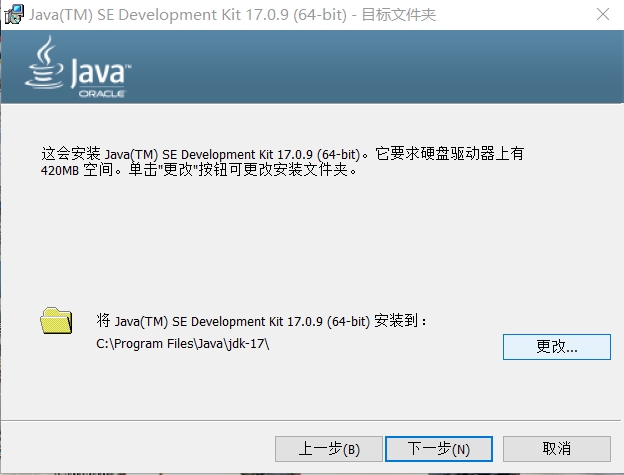 Java(TM) SE Development Kit 17.0.9 (64-bit) - 目标文件夹
Java™
ORACLE
这会安装 Java(TM) SE Development Kit 17.0.9 (64-bit)。它要求硬盘驱动器上有
420MB 空间。单击"更改"按钮可更改安装文件夹。
将 Java(TM) SE Development Kit 17.0.9 (64-bit) 安装到：
C:\Program Files\Java\jdk-17\
更改...
上一步(B)
下一步(N)
取消